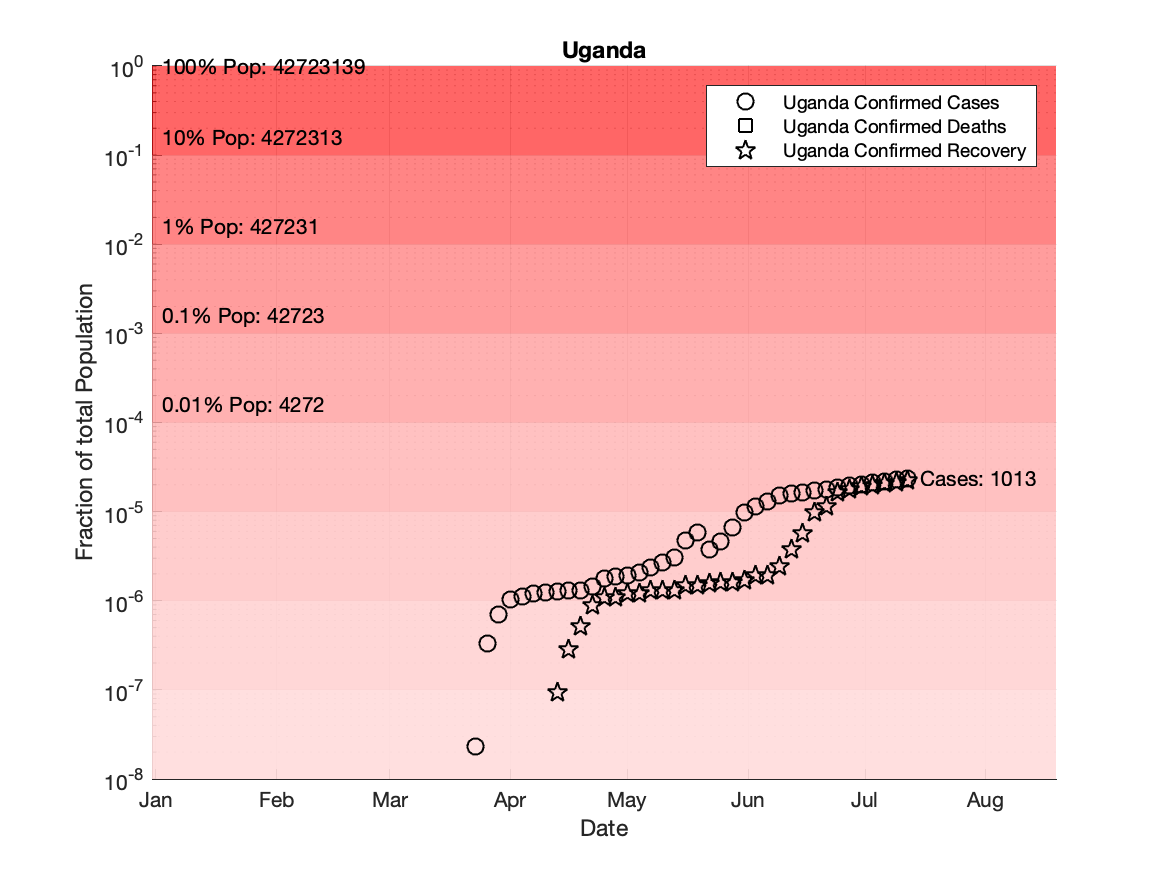 Uganda
10^0
100% Pop: 42723139
Uganda Confirmed Cases
Uganda Confirmed Deaths
Uganda Confirmed Recovery
10% Pop: 4272313
10^-1
1% Pop: 427231
10^-2
0.1% Pop: 42723
10^-3
0.01% Pop: 4272
10^-4
Cases: 1013
10^-5
10^-6
10^-7
10^-8
Fraction of total Population
Jan Feb Mar Apr May Jun Jul Aug
Date